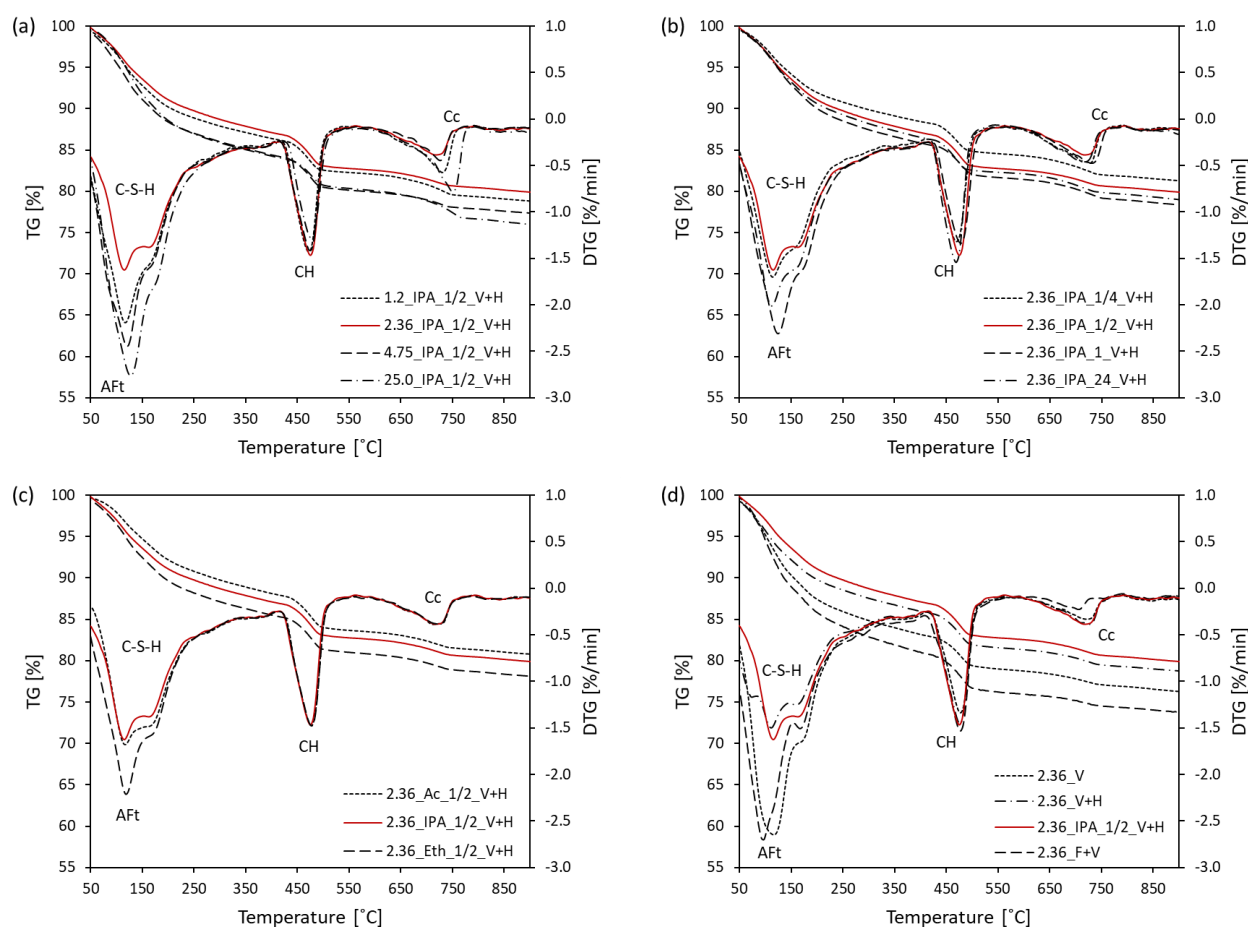 (a)
100
95
90
85
80
75
70
65
60
55
TG [%]
1.0
0.5
0.0
-0.5
-1.0
-1.5
-2.0
-2.5
-3.0
DTG [%/min]
Cc
C-S-H
CH
AFt
1.2_IPA_1/2_V+H
2.36_IPA_1/2_V+H
4.75_IPA_1/2_V+H
25.0_IPA_1/2_V+H
50 150 250 350 450 550 650 750 850
Temperature [˚C]
(b)
100
95
90
85
80
75
70
65
60
55
TG [%]
1.0
0.5
0.0
-0.5
-1.0
-1.5
-2.0
-2.5
-3.0
DTG [%/min]
Cc
C-S-H
CH
AFt
2.36_IPA_1/4_V+H
2.36_IPA_1/2_V+H
2.36_IPA_1_V+H
2.36_IPA_24_V+H
50 150 250 350 450 550 650 750 850
Temperature [˚C]
(c)
100
95
90
85
80
75
70
65
60
55
TG [%]
1.0
0.5
0.0
-0.5
-1.0
-1.5
-2.0
-2.5
-3.0
DTG [%/min]
Cc
C-S-H
CH
AFt
2.36_Ac_1/2_V+H
2.36_IPA_1/2_V+H
2.36_Eth_1/2_V+H
50 150 250 350 450 550 650 750 850
Temperature [˚C]
(d)
100
95
90
85
80
75
70
65
60
55
TG [%]
1.0
0.5
0.0
-0.5
-1.0
-1.5
-2.0
-2.5
-3.0
DTG [%/min]
Cc
C-S-H
CH
AFt
2.36_V
2.36_V+H
2.36_IPA_1/2_V+H
2.36_F+V
50 150 250 350 450 550 650 750 850
Temperature [˚C]